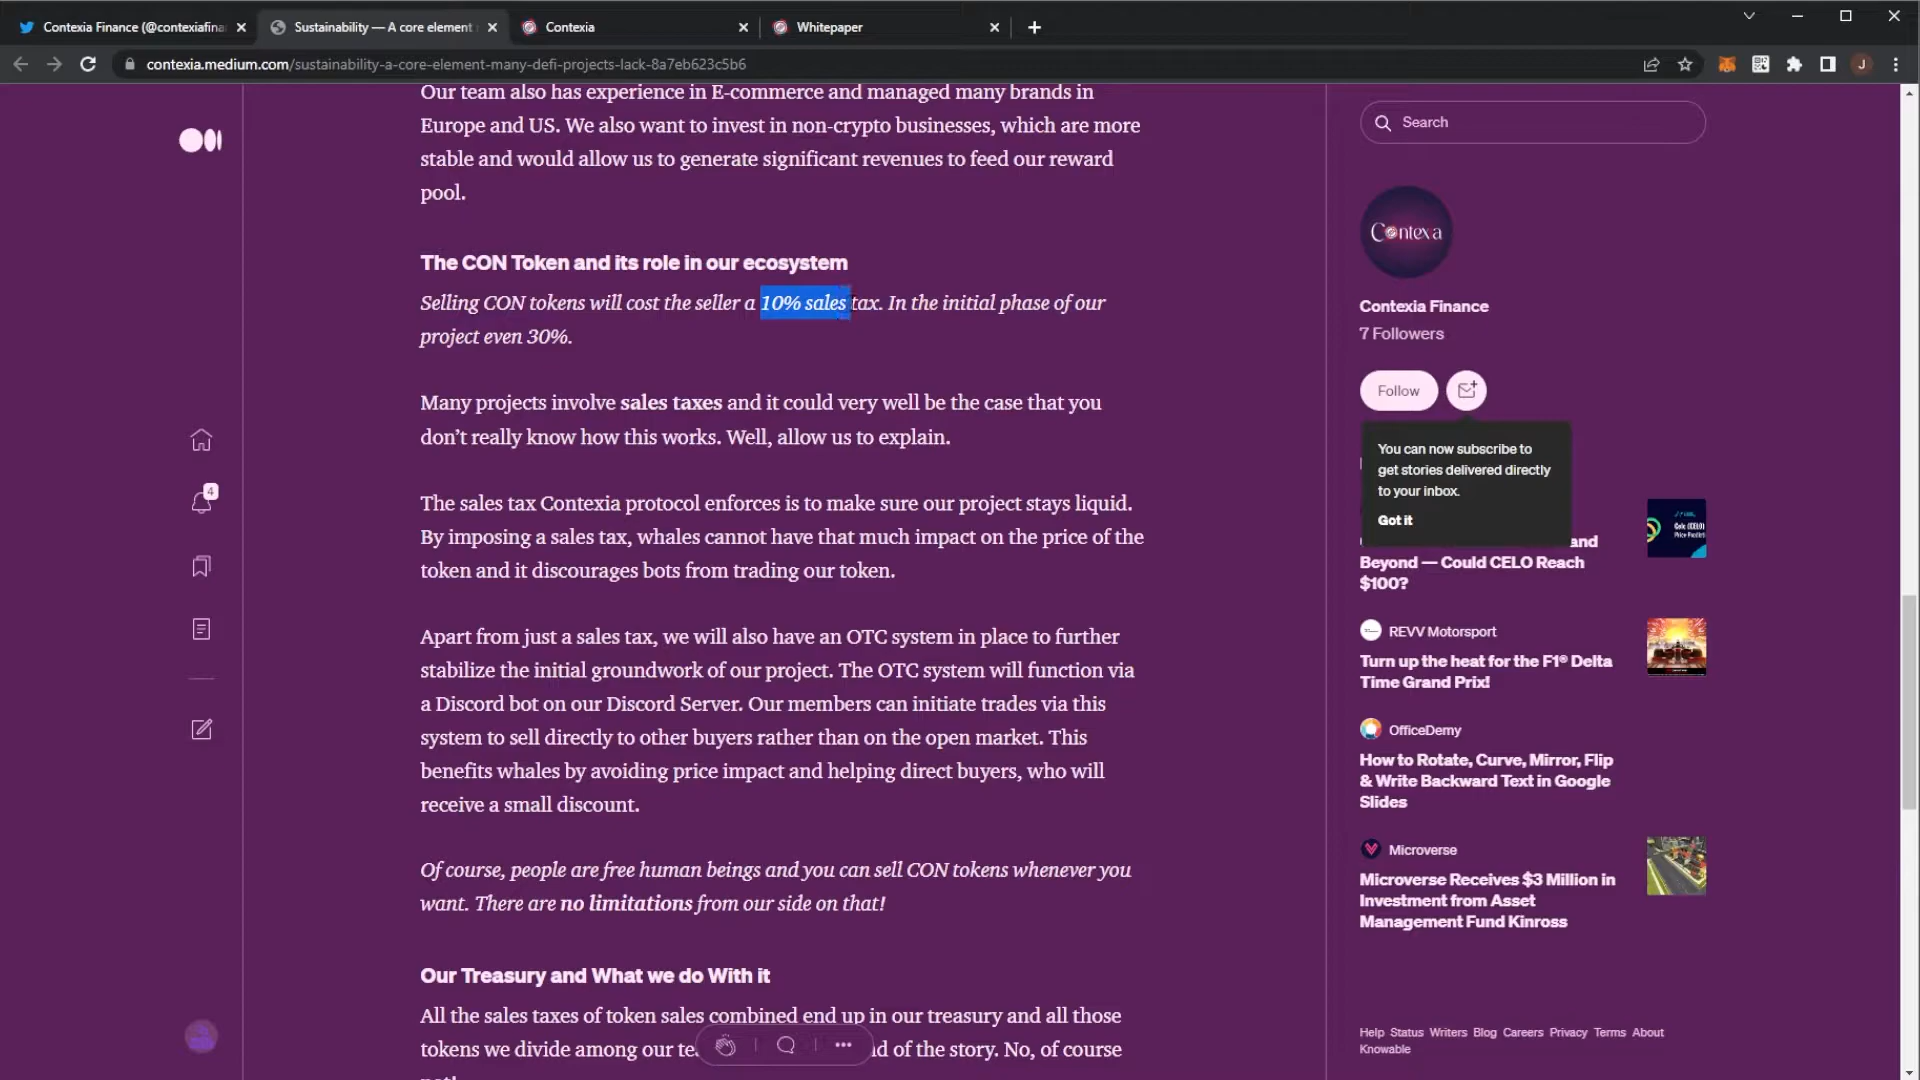 Contexia Finance (@contexiafina
Sustainability — A core element
Contexia
Whitepaper
contexia.medium.com/sustainability-a-core-element-many-defi-projects-lack-8a7eb623c5b6
J
Our team also has experience in E-commerce and managed many brands in
Europe and US. We also want to invest in non-crypto businesses, which are more
stable and would allow us to generate significant revenues to feed our reward
pool.
The CON Token and its role in our ecosystem
Selling CON tokens will cost the seller a 10% sales tax. In the initial phase of our
project even 30%.
Many projects involve sales taxes and it could very well be the case that you
don't really know how this works. Well, allow us to explain.
The sales tax Contexia protocol enforces is to make sure our project stays liquid.
By imposing a sales tax, whales cannot have that much impact on the price of the
token and it discourages bots from trading our token.
Apart from just a sales tax, we will also have an OTC system in place to further
stabilize the initial groundwork of our project. The OTC system will function via
a Discord bot on our Discord Server. Our members can initiate trades via this
system to sell directly to other buyers rather than on the open market. This
benefits whales by avoiding price impact and helping direct buyers, who will
receive a small discount.
Of course, people are free human beings and you can sell CON tokens whenever you
want. There are no limitations from our side on that!
Our Treasury and What we do With it
All the sales taxes of token sales combined end up in our treasury and all those
tokens we divide among our te
d of the story. No, of course
4
Search
Contexa
Contexia Finance
7 Followers
Follow
You can now subscribe to
get stories delivered directly
to your inbox.
Got it
and
Beyond — Could CELO Reach
$100?
REVV Motorsport
Turn up the heat for the F1® Delta
Time Grand Prix!
OfficeDemy
How to Rotate, Curve, Mirror, Flip
& Write Backward Text in Google
Slides
Microverse
Microverse Receives $3 Million in
Investment from Asset
Management Fund Kinross
Help Status Writers Blog Careers Privacy Terms About
Knowable